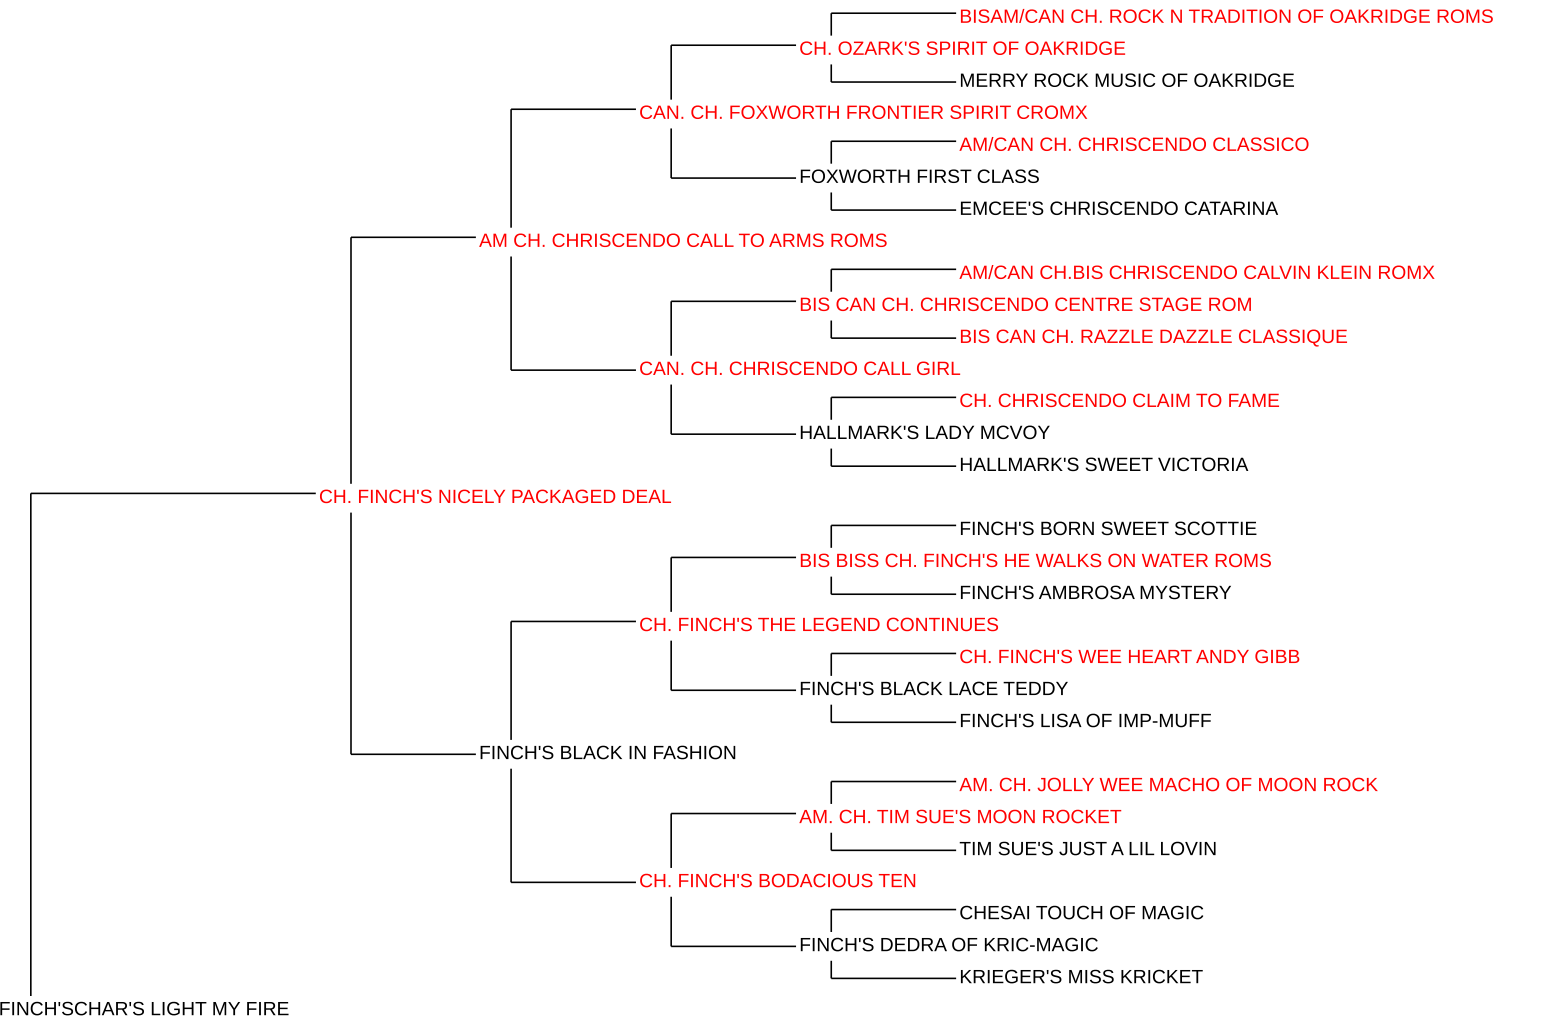 BISAM/CAN CH. ROCK N TRADITION OF OAKRIDGE ROMS
CH. OZARK'S SPIRIT OF OAKRIDGE
MERRY ROCK MUSIC OF OAKRIDGE
CAN. CH. FOXWORTH FRONTIER SPIRIT CROMX
AM/CAN CH. CHRISCENDO CLASSICO
FOXWORTH FIRST CLASS
EMCEE'S CHRISCENDO CATARINA
AM CH. CHRISCENDO CALL TO ARMS ROMS
AM/CAN CH.BIS CHRISCENDO CALVIN KLEIN ROMX
BIS CAN CH. CHRISCENDO CENTRE STAGE ROM
BIS CAN CH. RAZZLE DAZZLE CLASSIQUE
CAN. CH. CHRISCENDO CALL GIRL
CH. CHRISCENDO CLAIM TO FAME
HALLMARK'S LADY MCVOY
HALLMARK'S SWEET VICTORIA
CH. FINCH'S NICELY PACKAGED DEAL
FINCH'S BORN SWEET SCOTTIE
BIS BISS CH. FINCH'S HE WALKS ON WATER ROMS
FINCH'S AMBROSA MYSTERY
CH. FINCH'S THE LEGEND CONTINUES
CH. FINCH'S WEE HEART ANDY GIBB
FINCH'S BLACK LACE TEDDY
FINCH'S LISA OF IMP-MUFF
FINCH'S BLACK IN FASHION
AM. CH. JOLLY WEE MACHO OF MOON ROCK
AM. CH. TIM SUE'S MOON ROCKET
TIM SUE'S JUST A LIL LOVIN
CH. FINCH'S BODACIOUS TEN
CHESAI TOUCH OF MAGIC
FINCH'S DEDRA OF KRIC-MAGIC
KRIEGER'S MISS KRICKET
FINCH'SCHAR'S LIGHT MY FIRE